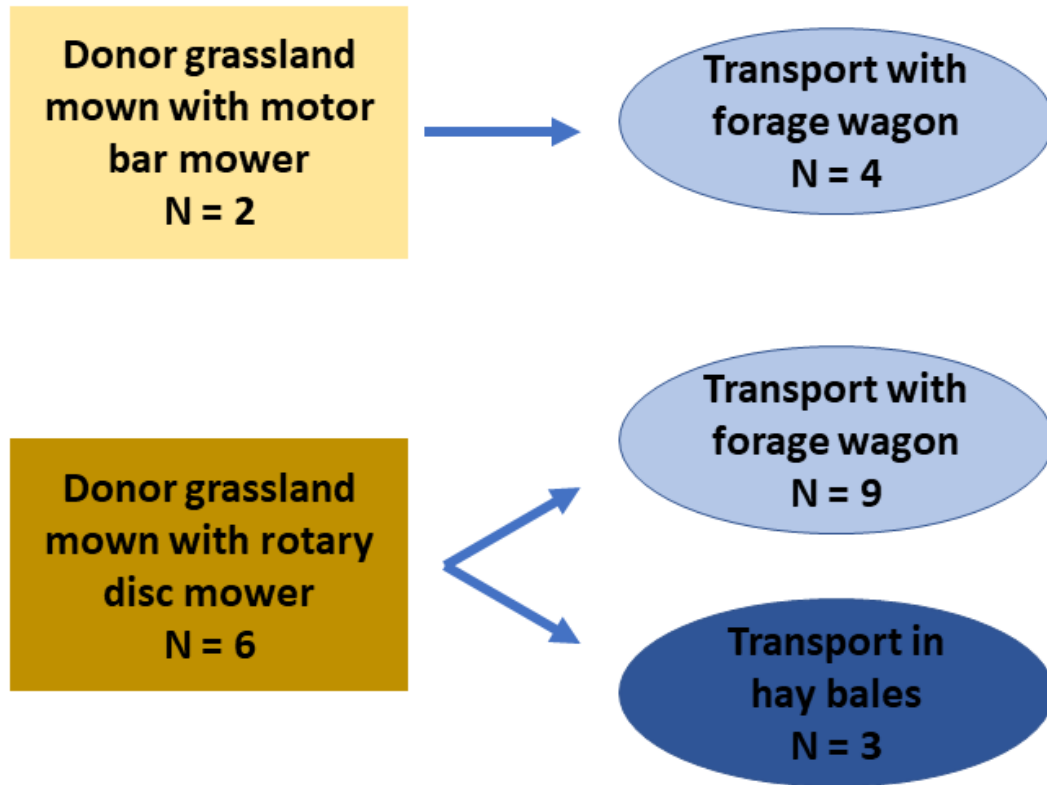 Donor grassland
mown with motor
bar mower
N = 2
Transport with
forage wagon
N = 4
Donor grassland
mown with rotary
disc mower
N = 6
Transport with
forage wagon
N = 9
Transport in
hay bales
N = 3